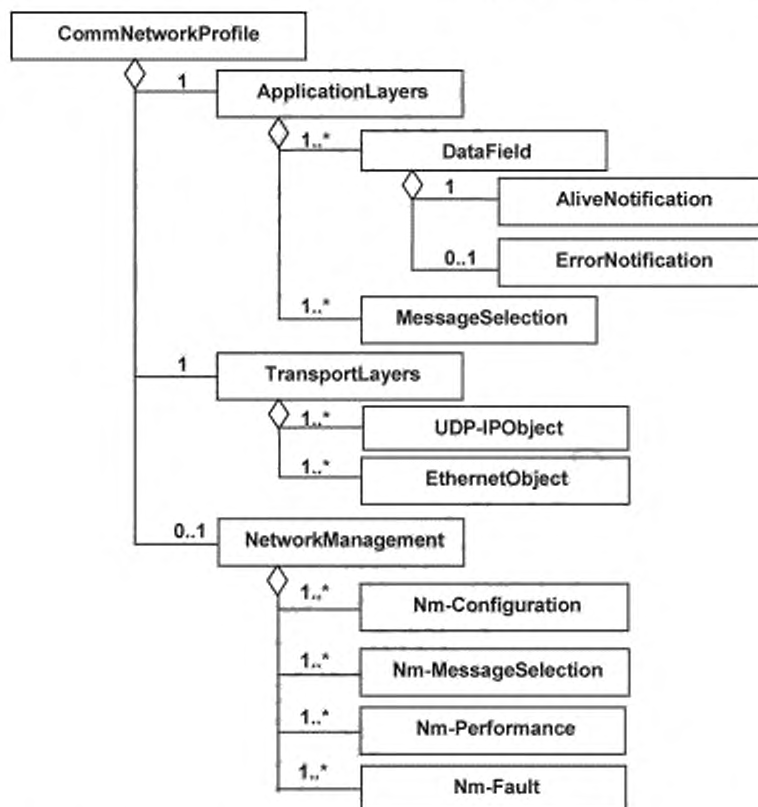 CommNetworkProfile
1
ApplicationLayers
1..*
DataField
1
AliveNotification
0..1
ErrorNotification
1..*
MessageSelection
1
TransportLayers
1..*
UDP-IPObject
1..*
EthernetObject
0..1
NetworkManagement
1..*
Nm-Configuration
1..*
Nm-MessageSelection
1..*
Nm-Performance
1..*
Nm-Fault